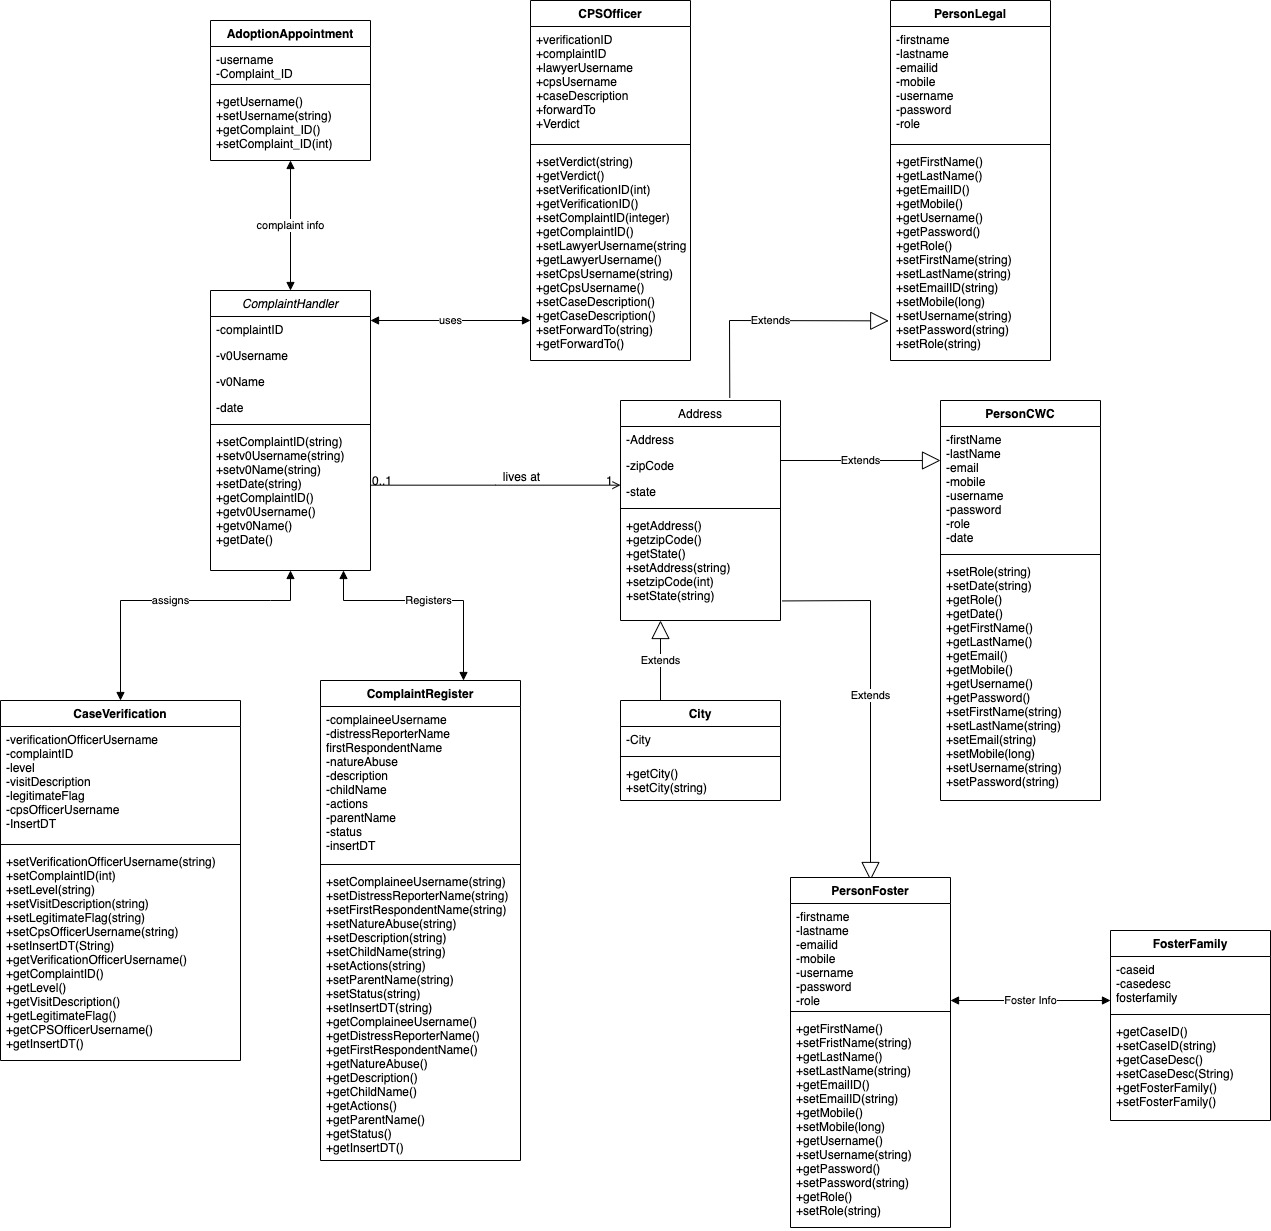 AdoptionAppointment
-username
-Complaint_ID
+getUsername()
+setUsername(string)
+getComplaint_ID()
+setComplaint_ID(int)
complaint info
CPSOfficer
+verificationID
+complaintID
+lawyerUsername
+cpsUsername
+caseDescription
+forwardTo
+Verdict
+setVerdict(string)
+getVerdict()
+setVerificationID(int)
+getVerificationID()
+setComplaintID(integer)
+getComplaintID()
+setLawyerUsername(string
+getLawyerUsername()
+setCpsUsername(string)
+getCpsUsername()
+setCaseDescription()
+getCaseDescription()
+setForwardTo(string)
+getForwardTo()
PersonLegal
-firstname
-lastname
-emailid
-mobile
-username
-password
-role
+getFirstName()
+getLastName()
+getEmailID()
+getMobile()
+getUsername()
+getPassword()
+getRole()
+setFirstName(string)
+setLastName(string)
+setEmailID(string)
+setMobile(long)
+setUsername(string)
+setPassword(string)
+setRole(string)
ComplaintHandler
-complaintID
-v0Username
-v0Name
-date
+setComplaintID(string)
+setv0Username(string)
+setv0Name(string)
+setDate(string)
+getComplaintID()
+getv0Username()
+getv0Name()
+getDate()
uses
Extends
0..1
lives at
1
Address
-Address
-zipCode
-state
+getAddress()
+getzipCode()
+getState()
+setAddress(string)
+setzipCode(int)
+setState(string)
Extends
PersonCWC
-firstName
-lastName
-email
-mobile
-username
-password
-role
-date
+setRole(string)
+setDate(string)
+getRole()
+getDate()
+getFirstName()
+getLastName()
+getEmail()
+getMobile()
+getUsername()
+getPassword()
+setFirstName(string)
+setLastName(string)
+setEmail(string)
+setMobile(long)
+setUsername(string)
+setPassword(string)
assigns
Registers
Extends
Extends
CaseVerification
-verificationOfficerUsername
-complaintID
-level
-visitDescription
-legitimateFlag
-cpsOfficerUsername
-InsertDT
+setVerificationOfficerUsername(string)
+setComplaintID(int)
+setLevel(string)
+setVisitDescription(string)
+setLegitimateFlag(string)
+setCpsOfficerUsername(string)
+setInsertDT(String)
+getVerificationOfficerUsername()
+getComplaintID()
+getLevel()
+getVisitDescription()
+getLegitimateFlag()
+getCPSOfficerUsername()
+getInsertDT()
ComplaintRegister
-complaineeUsername
-distressReporterName
firstRespondentName
-natureAbuse
-description
-childName
-actions
-parentName
-status
-insertDT
+setComplaineeUsername(string)
+setDistressReporterName(string)
+setFirstRespondentName(string)
+setNatureAbuse(string)
+setDescription(string)
+setChildName(string)
+setActions(string)
+setParentName(string)
+setStatus(string)
+setInsertDT(string)
+getComplaineeUsername()
+getDistressReporterName()
+getFirstRespondentName()
+getNatureAbuse()
+getDescription()
+getChildName()
+getActions()
+getParentName()
+getStatus()
+getInsertDT()
City
-City
+getCity()
+setCity(string)
PersonFoster
-firstname
-lastname
-emailid
-mobile
-username
-password
-role
+getFirstName()
+setFristName(string)
+getLastName()
+setLastName(string)
+getEmailID()
+setEmailID(string)
+getMobile()
+setMobile(long)
+getUsername()
+setUsername(string)
+getPassword()
+setPassword(string)
+getRole()
+setRole(string)
Foster Info
FosterFamily
-caseid
-casedesc
fosterfamily
+getCaseID()
+setCaseID(string)
+getCaseDesc()
+setCaseDesc(String)
+getFosterFamily()
+setFosterFamily()